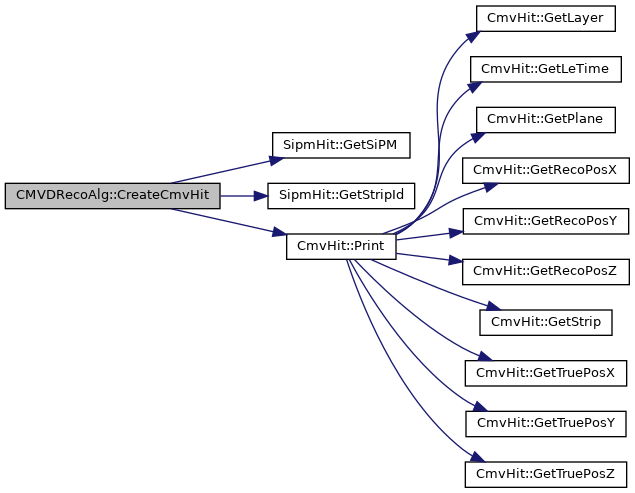 CmvHit::GetLayer
CmvHit::GetLeTime
CmvHit::GetPlane
SipmHit::GetSiPM
CmvHit::GetRecoPosX
CMVDRecoAlg::CreateCmvHit
SipmHit::GetStripId
CmvHit::GetRecoPosY
CmvHit::Print
CmvHit::GetRecoPosZ
CmvHit::GetStrip
CmvHit::GetTruePosX
CmvHit::GetTruePosY
CmvHit::GetTruePosZ